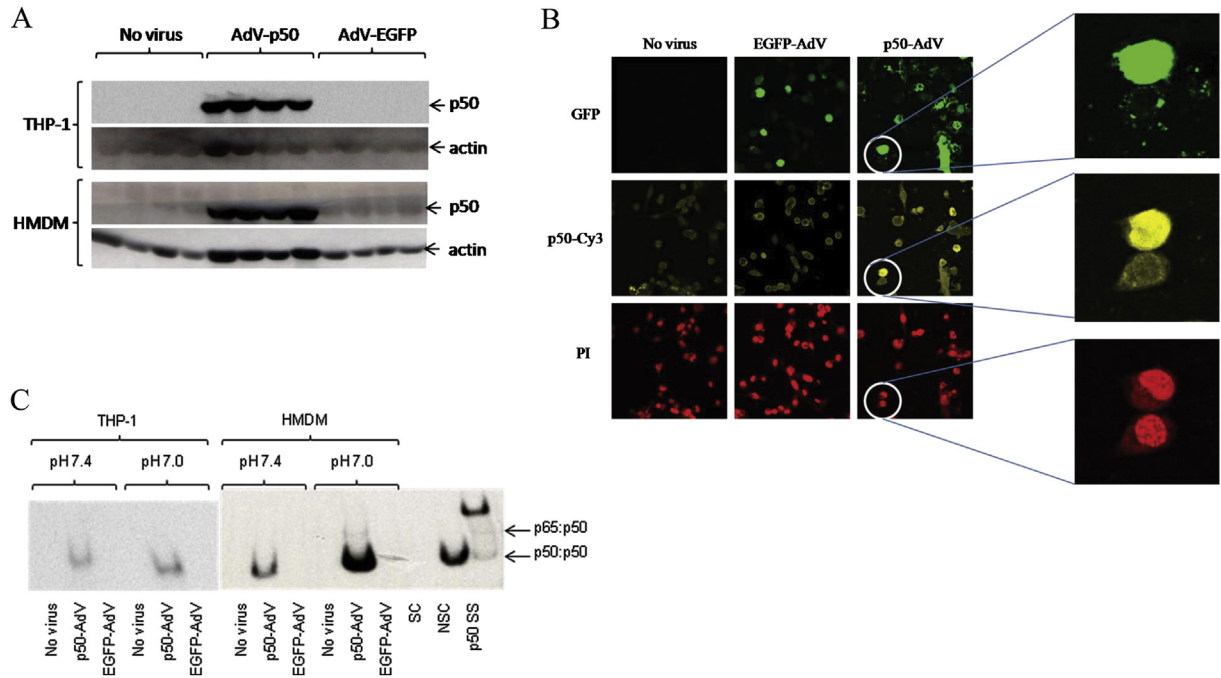 A
No virus AdV-p50 AdV-EGFP
THP-1
p50
actin
HMDM
p50
actin
B
No virus EGFP-AdV p50-AdV
GFP
p50-Cy3
PI
C
THP-1 HMDM
pH7.4 pH7.0 pH7.4 pH7.0
p65:p50
p50:p50
No virus p50-AdV EGFP-AdV No virus p50-AdV EGFP-AdV No virus p50-AdV EGFP-AdV No virus p50-AdV EGFP-AdV SC NSC p50 SS